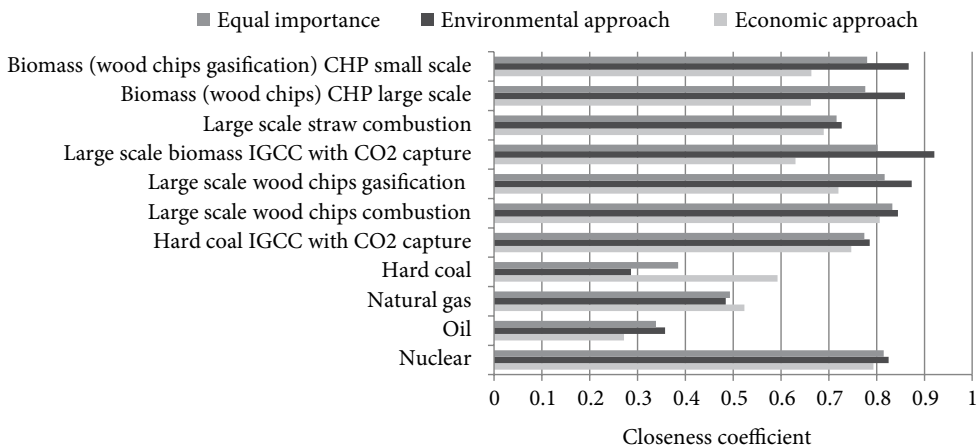 Equal importance Environmental approach Economic approach
Biomass (wood chips gasification) CHP small scale
Biomass (wood chips) CHP large scale
Large scale straw combustion
Large scale biomass IGCC with CO2 capture
Large scale wood chips gasification
Large scale wood chips combustion
Hard coal IGCC with CO2 capture
Hard coal
Natural gas
Oil
Nuclear
0 0.1 0.2 0.3 0.4 0.5 0.6 0.7 0.8 0.9 1
Closeness coefficient